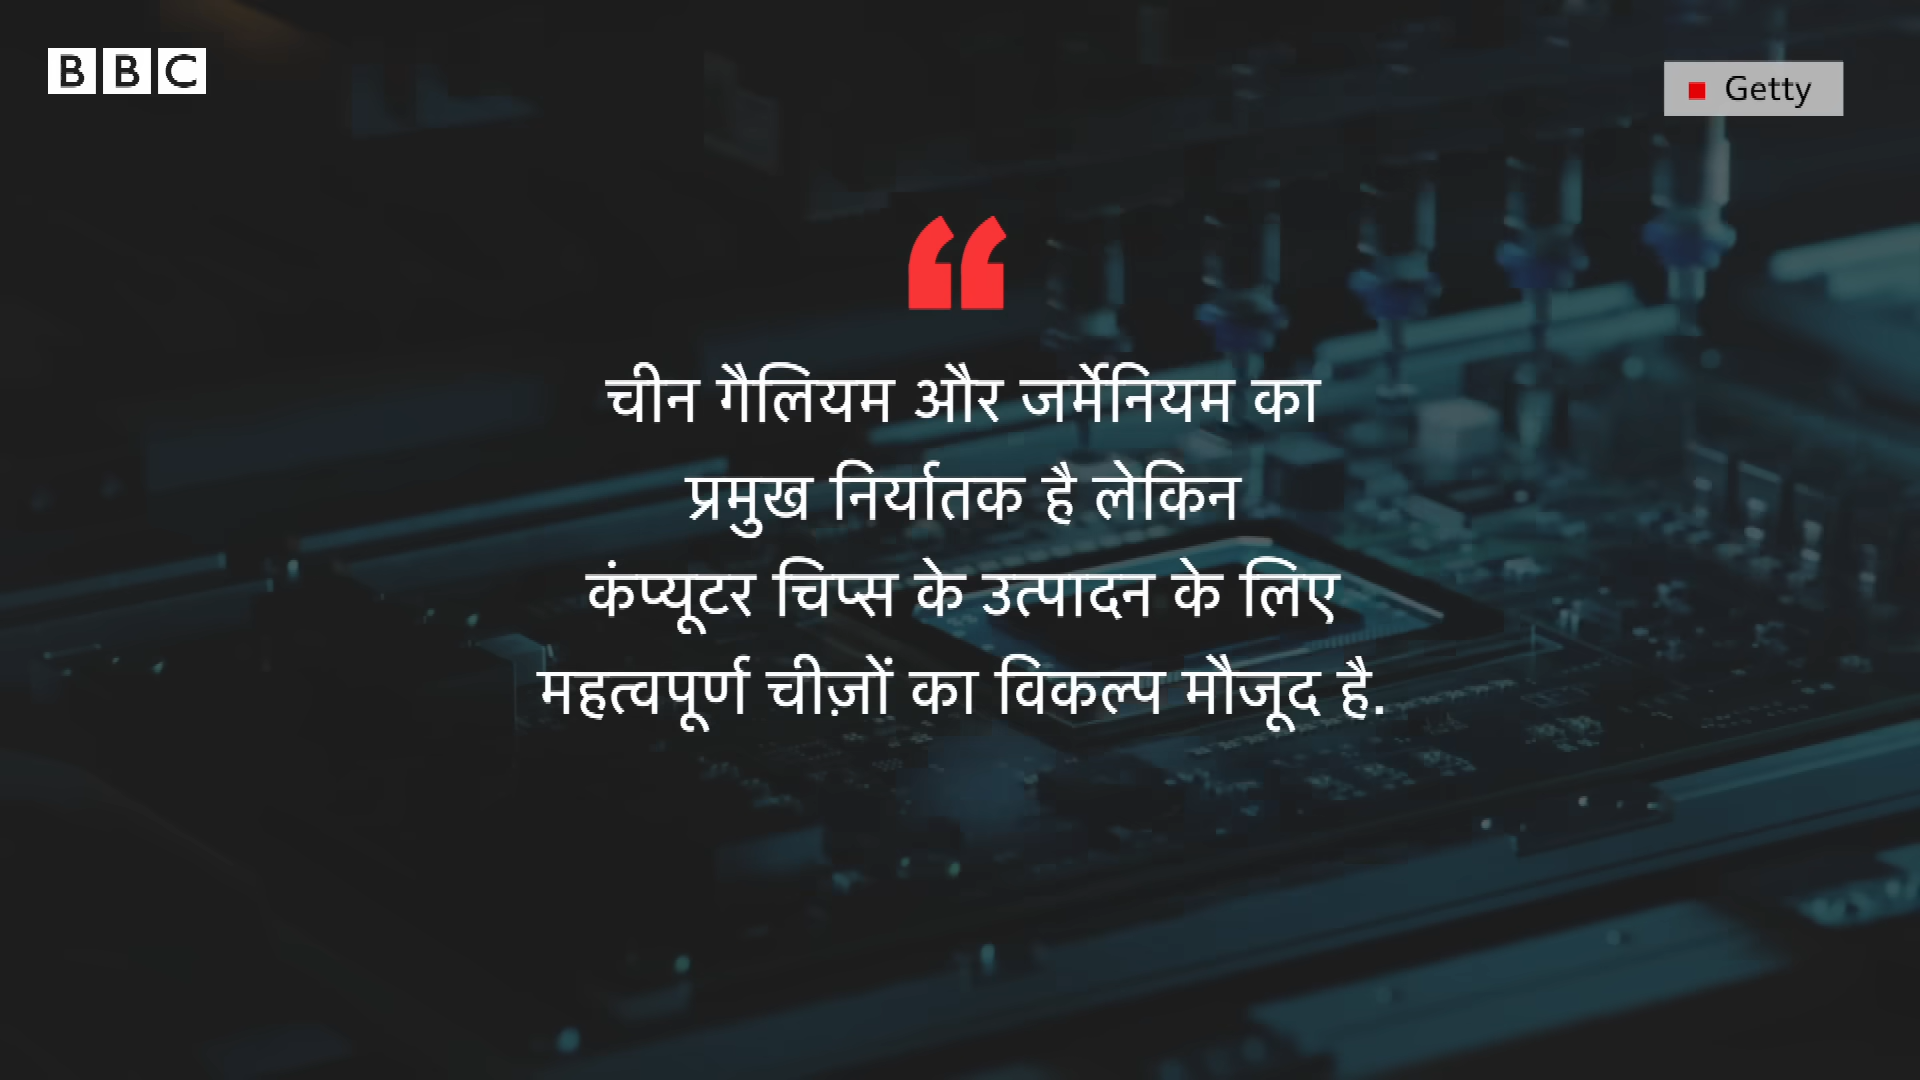 BBC
Getty
चीन गैलियम और जर्मेनियम का
प्रमुख निर्यातक है लेकिन
कंप्यूटर चिप्स के उत्पादन के लिए
महत्वपूर्ण चीज़ों का विकल्प मौजूद है.